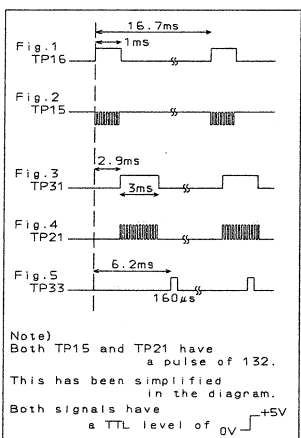 16.7ms
1ms
Fig.1
TP16
Fig.2
TP15
2.9ms
Fig.3
TP31
3ms
Fig.4
TP21
6.2ms
Fig.5
TP33
160μs
Note)
Both TP15 and TP21 have
a pulse of 132.
This has been simplified
in the diagram.
Both signals have
+5V
a TTL level of 0V